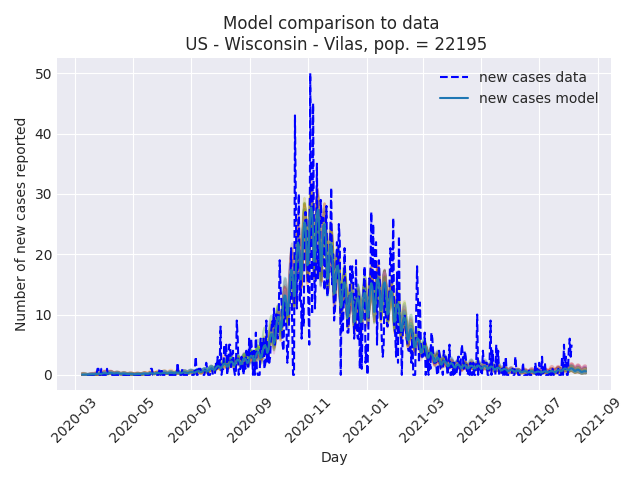 Model comparison to data
US - Wisconsin - Vilas, pop. = 22195
new cases data
new cases model
Number of new cases reported
50
40
30
20
10
0
2020-03
2020-05
2020-07
2020-09
2020-11
2021-01
2021-03
2021-05
2021-07
2021-09
Day